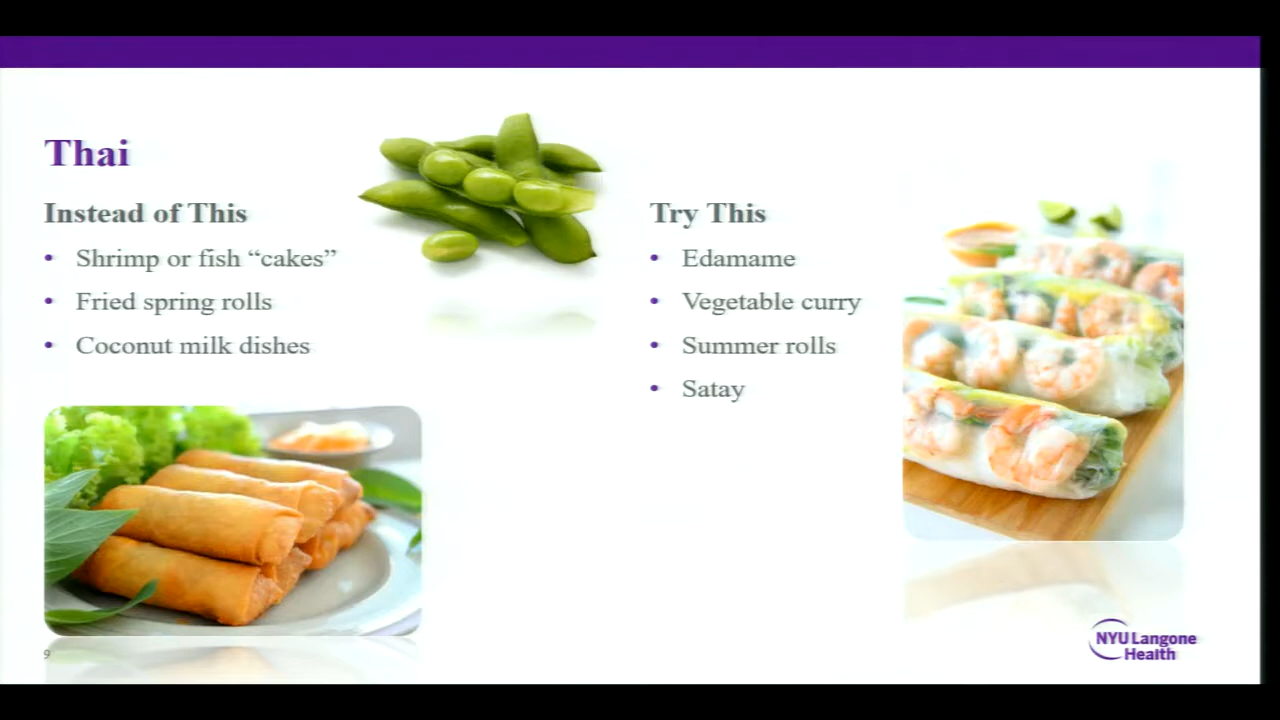 Thai
Instead of This
• Shrimp or fish “cakes”
• Fried spring rolls
• Coconut milk dishes
Try This
• Edamame
• Vegetable curry
• Summer rolls
• Satay
9
NYU Langone
Health